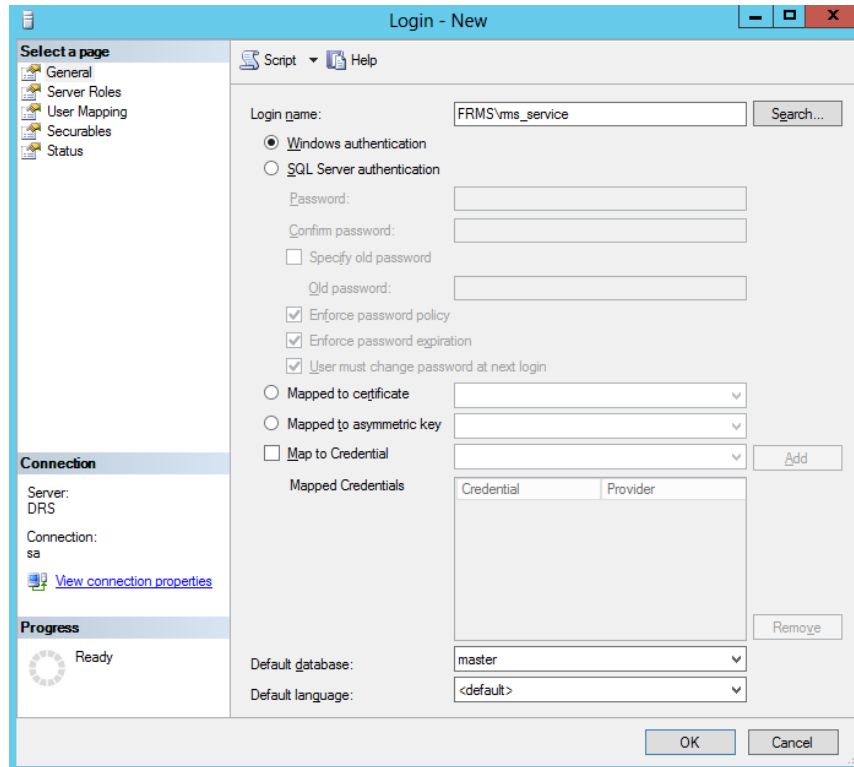 Login - New
Select a page
General
Server Roles
User Mapping
Securables
Status
Script
Help
Login name:
FRMS\rms_service
Search...
Windows authentication
SQL Server authentication
Password:
Confirm password:
Specify old password
Old password:
Enforce password policy
Enforce password expiration
User must change password at next login
Mapped to certificate
Mapped to asymmetric key
Map to Credential
Add
Mapped Credentials
Credential Provider
Remove
Default database:
master
Default language:
<default>
Connection
Server:
DRS
Connection:
sa
View connection properties
Progress
Ready
OK
Cancel